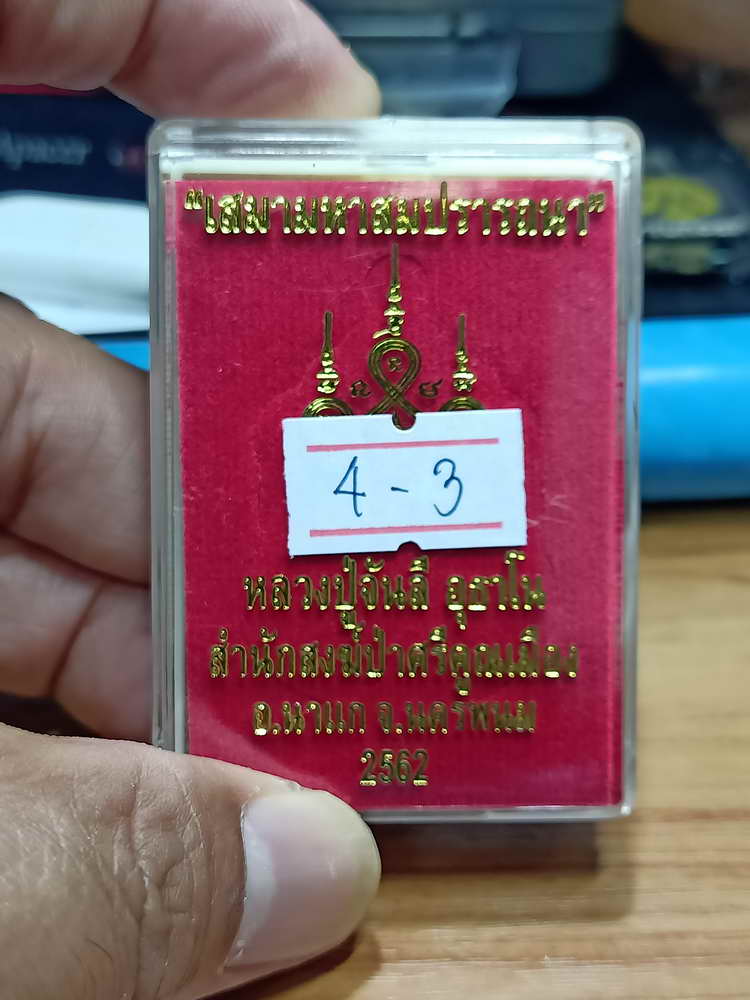 "เสมามหาสมปรารถนา"
4 - 3
หลวงปู่จันลี อุธาโน
สำนักสงฆ์ป่าศรีคูณเมือง
อ.นาแก จ.นครพนม
2562